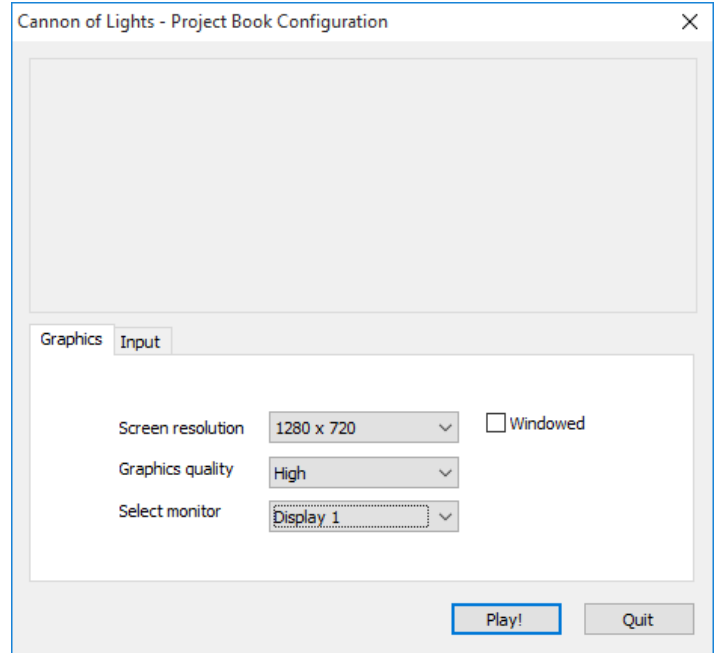 Cannon of Lights - Project Book Configuration
Graphics
Input
Screen resolution
1280 x 720
Windowed
Graphics quality
High
Select monitor
Display 1
Play!
Quit